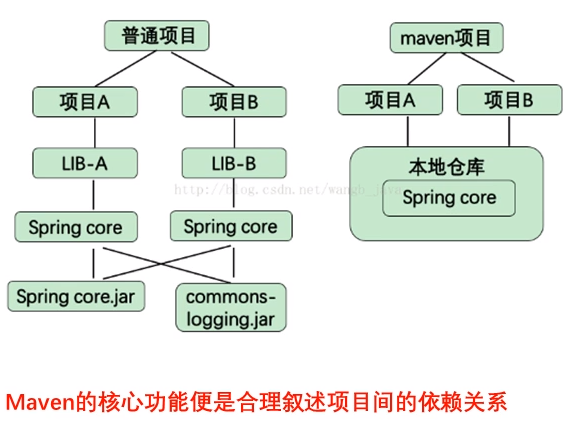 普通项目
maven项目
项目A
项目B
项目A
项目B
LIB-A
LIB-B
本地仓库
http://blog.csdn.net/wangb_java
Spring core
Spring core
Spring core
Spring core.jar
commons-
logging.jar
Maven的核心功能便是合理叙述项目间的依赖关系